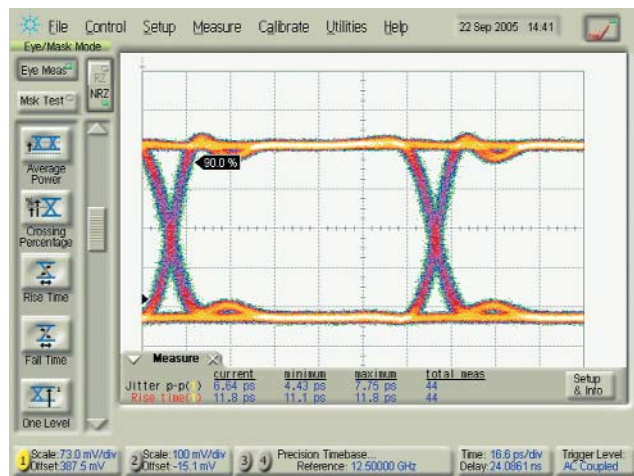 File Control Setup Measure Calibrate Utilities Help 22 Sep 2005 14:41
Eye/Mask Mode
Eye Meas
RZ
Msk Test
NRZ
90.0 %
Average
Power
Crossing
Percentage
Rise Time
Fall Time
One Level
Measure
current minimum maximum total meas
Jitter p-p(1) 6.64 ps 4.43 ps 7.75 ps 44
Rise time(1) 11.8 ps 11.1 ps 11.8 ps 44
Setup
& Info
1 Scale:73.0 mV/div 2 Scale:100 mV/div 3 4 Precision Timebase... Time: 16.6 ps/div Trigger Level:
Offset:387.5 mV Offset:-15.1 mV Reference: 12.50000 GHz Delay:24.0861 ns AC Coupled